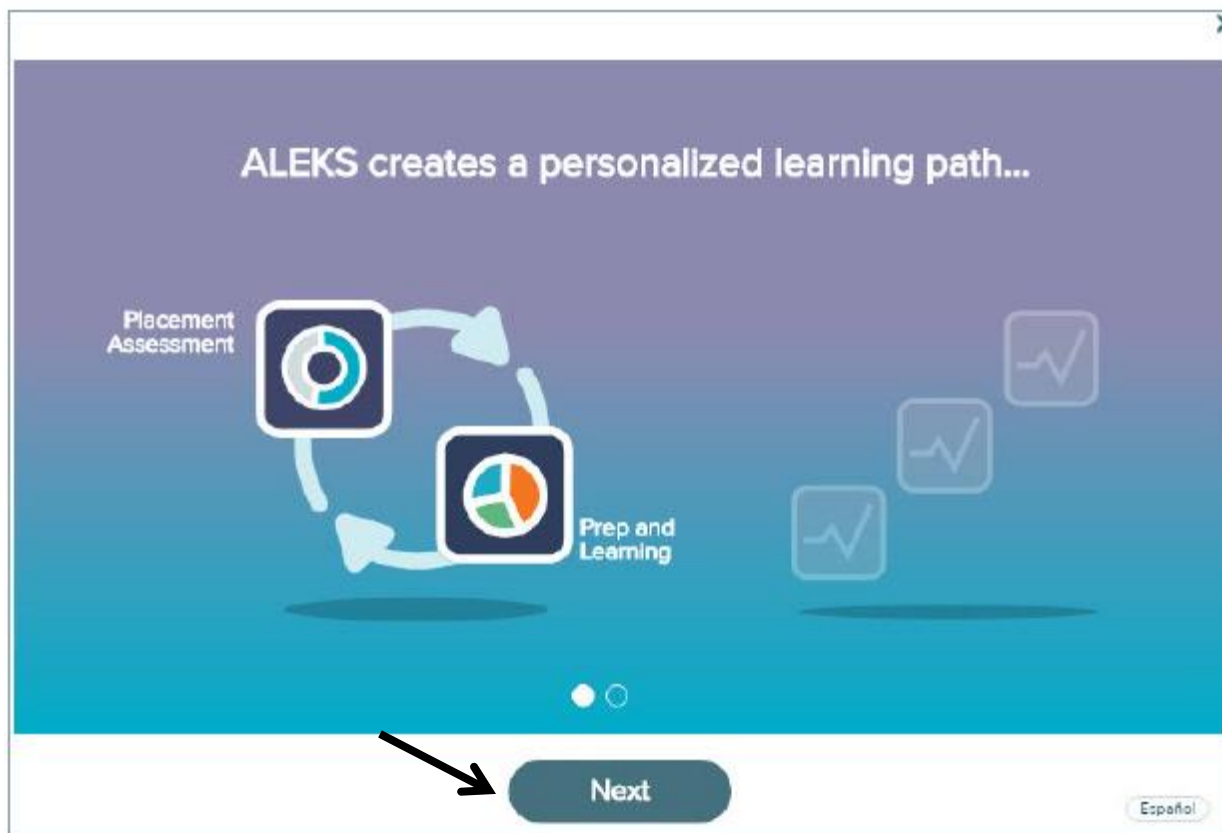 ALEKS creates a personalized learning path...
Placement
Assessment
Prep and
Learning
Next
Español